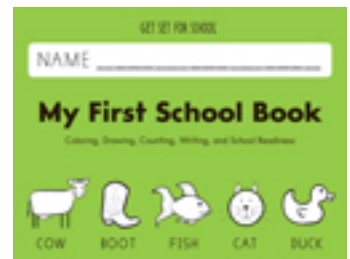 GET SET FOR SCHOOL
NAME
My First School Book
Coloring, Drawing, Counting, Writing, and School Readiness
COW BOOT FISH CAT DUCK